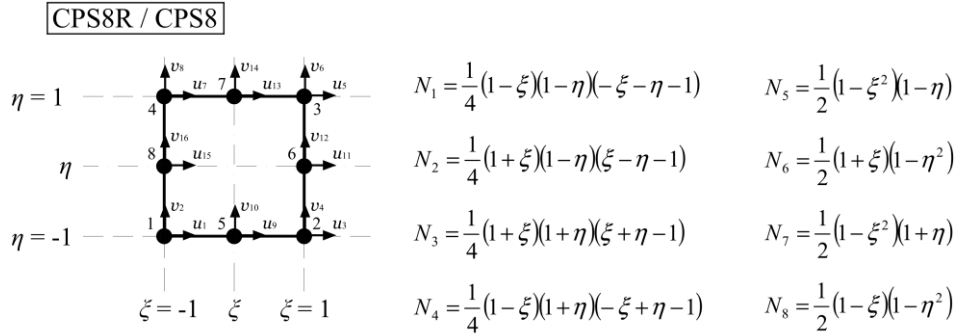 CPS8R / CPS8
v₈ v₁₄ v₆
η = 1 4 u₇ 7 u₁₃ 3 u₅
v₁₆ v₁₂
η 8 u₁₅ 6 u₁₁
v₂ v₁₀ v₄
η = -1 1 u₁ 5 u₉ 2 u₃
ξ = -1 ξ ξ = 1
N₁ = 1/4 (1−ξ)(1−η)(−ξ−η−1)
N₂ = 1/4 (1+ξ)(1−η)(ξ−η−1)
N₃ = 1/4 (1+ξ)(1+η)(ξ+η−1)
N₄ = 1/4 (1−ξ)(1+η)(−ξ+η−1)
N₅ = 1/2 (1−ξ²)(1−η)
N₆ = 1/2 (1+ξ)(1−η²)
N₇ = 1/2 (1−ξ²)(1+η)
N₈ = 1/2 (1−ξ)(1−η²)